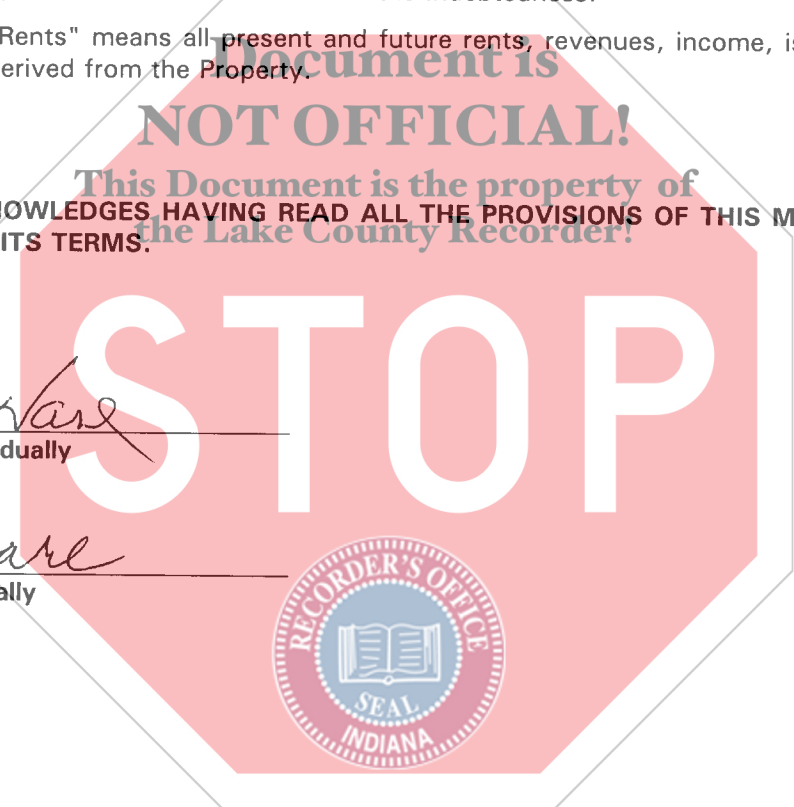 Rents" means all present and future rents, revenues, income, is
erived from the Property.
Document is
NOT OFFICIAL!
This Document is the property of
the Lake County Recorder!
NOWLEDGES HAVING READ ALL THE PROVISIONS OF THIS M
ITS TERMS.
STOP
Ware
dually
are
ally
RECORDER'S OFFICE
SEAL
INDIANA